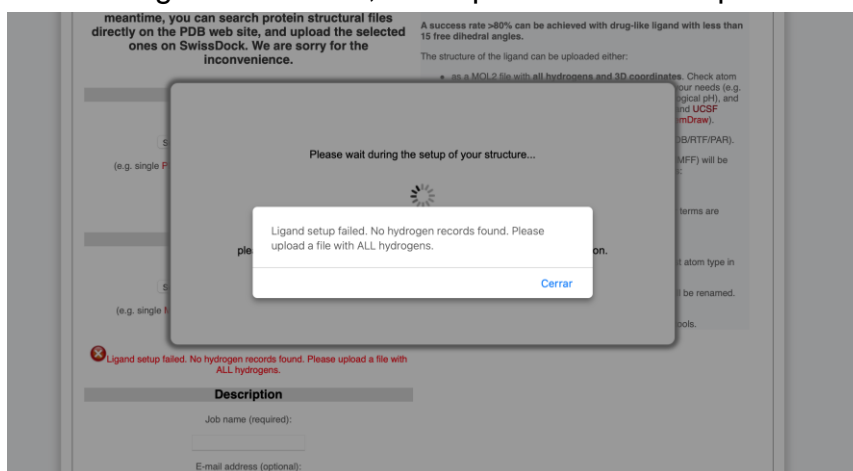 meantime, you can search protein structural files
directly on the PDB web site, and upload the selected
ones on SwissDock. We are sorry for the
inconvenience.
A success rate >80% can be achieved with drug-like ligand with less than
15 free dihedral angles.
The structure of the ligand can be uploaded either:
• as a MOL2 file with all hydrogens and 3D coordinates. Check atom
our needs (e.g.
ogical pH), and
nd UCSF
mDraw).
DB/RTF/PAR).
MFF) will be
terms are
t atom type in
ll be renamed.
ools.
S
(e.g. single P
Please wait during the setup of your structure...
ple
on.
Ligand setup failed. No hydrogen records found. Please
upload a file with ALL hydrogens.
Cerrar
S
(e.g. single
Ligand setup failed. No hydrogen records found. Please upload a file with
ALL hydrogens.
Description
Job name (required):
E-mail address (optional):